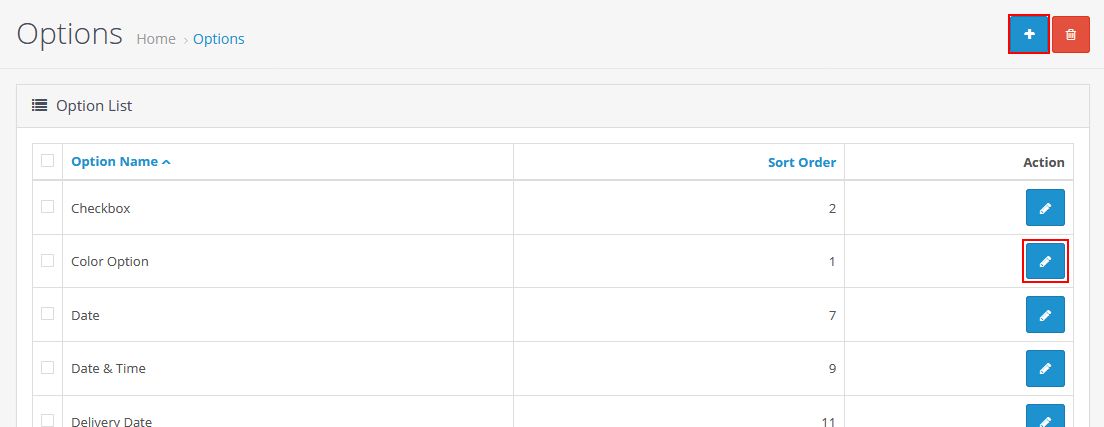 Options Home › Options
Option List
Option Name Sort Order Action
Checkbox 2
Color Option 1
Date 7
Date & Time 9
Delivery Date 11